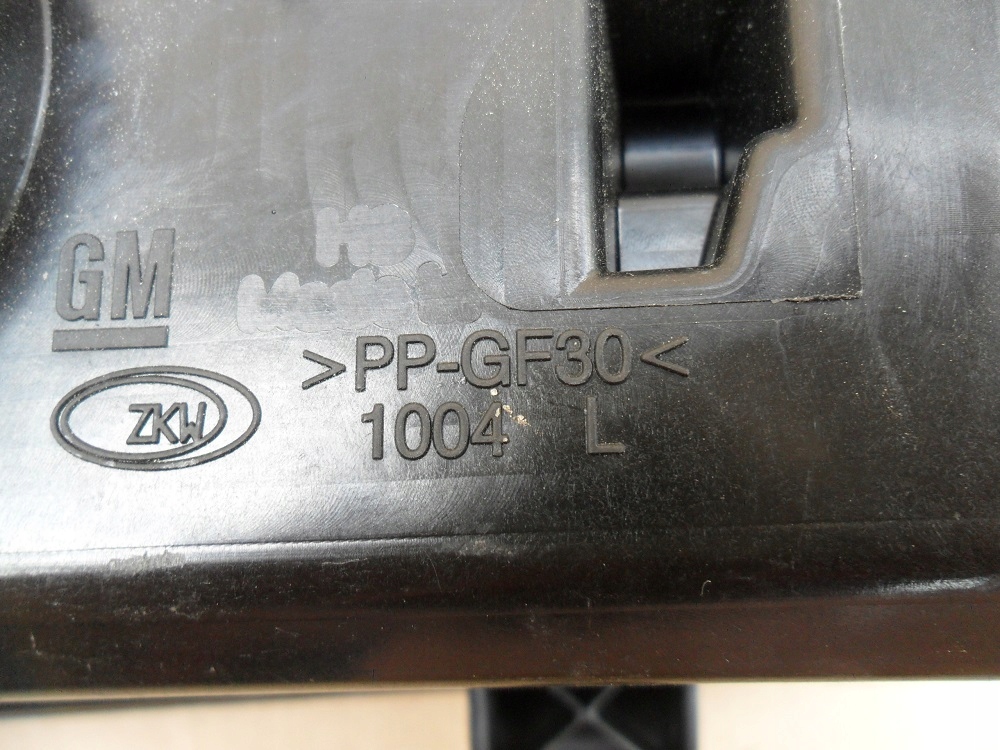 GM
>PP-GF30<
ZKW
1004 L